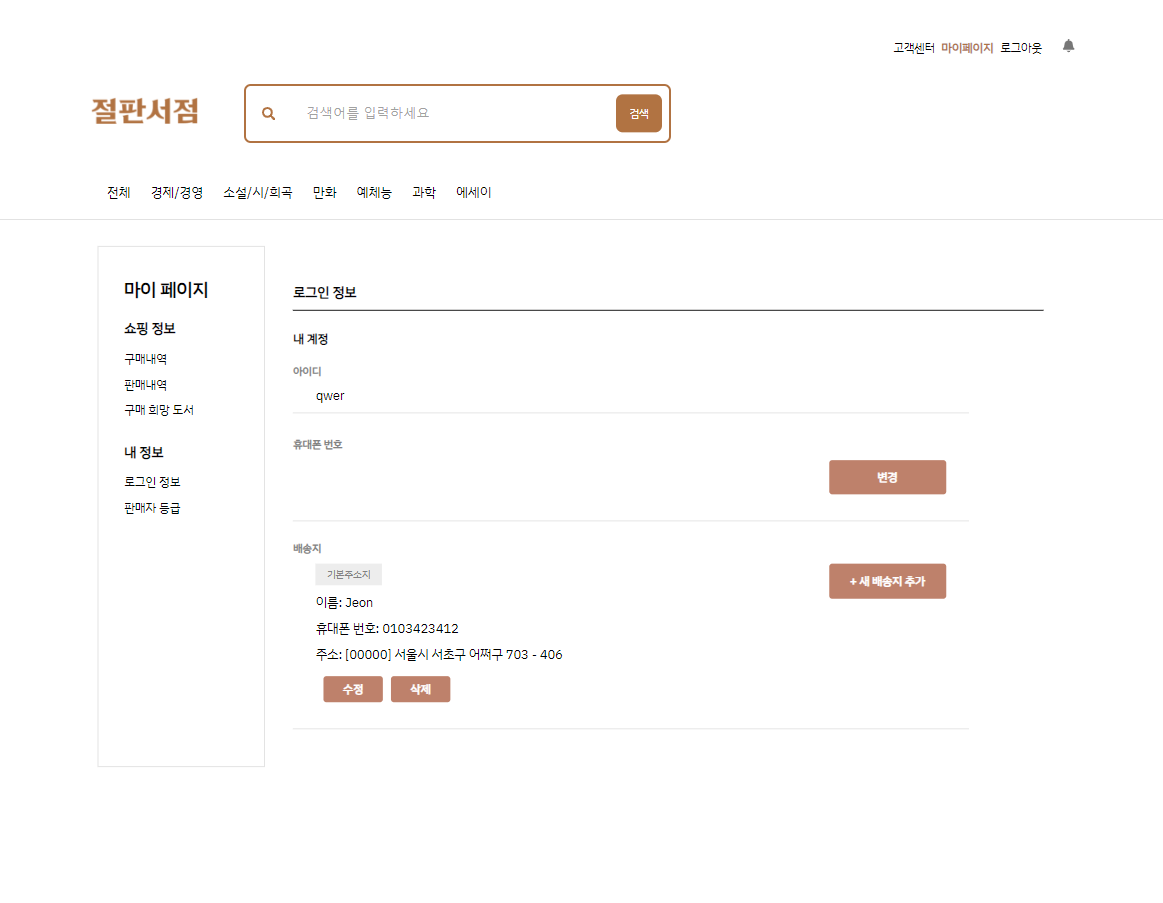 고객센터 마이페이지 로그아웃
절판서점
검색어를 입력하세요 검색
전체 경제/경영 소설/시/희곡 만화 예체능 과학 에세이
마이 페이지
쇼핑 정보
구매내역
판매내역
구매 희망 도서
내 정보
로그인 정보
판매자 등급
로그인 정보
내 계정
아이디
qwer
휴대폰 번호
변경
배송지
기본주소지
+ 새 배송지 추가
이름: Jeon
휴대폰 번호: 0103423412
주소: [00000] 서울시 서초구 어쩌구 703 - 406
수정 삭제